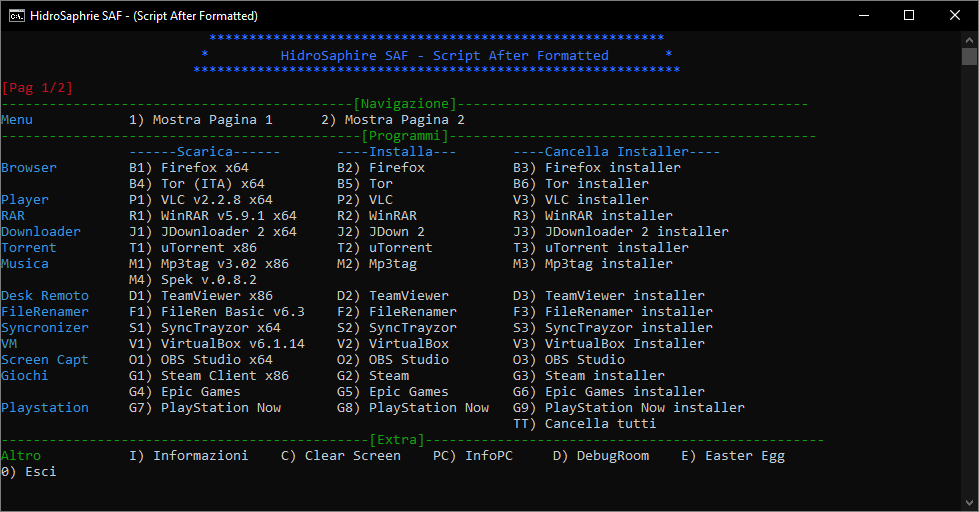 HidroSaphrie SAF - (Script After Formatted)
*********************************************************
* HidroSaphire SAF - Script After Formatted *
*************************************************************
[Pag 1/2]
--------------------------------------------[Navigazione]--------------------------------------------
Menu 1) Mostra Pagina 1 2) Mostra Pagina 2
---------------------------------------------[Programmi]----------------------------------------------
------Scarica------ ----Installa--- ----Cancella Installer----
Browser B1) Firefox x64 B2) Firefox B3) Firefox installer
B4) Tor (ITA) x64 B5) Tor B6) Tor installer
Player P1) VLC v2.2.8 x64 P2) VLC V3) VLC installer
RAR R1) WinRAR v5.9.1 x64 R2) WinRAR R3) WinRAR installer
Downloader J1) JDownloader 2 x64 J2) JDown 2 J3) JDownloader 2 installer
Torrent T1) uTorrent x86 T2) uTorrent T3) uTorrent installer
Musica M1) Mp3tag v3.02 x86 M2) Mp3tag M3) Mp3tag installer
M4) Spek v.0.8.2
Desk Remoto D1) TeamViewer x86 D2) TeamViewer D3) TeamViewer installer
FileRenamer F1) FileRen Basic v6.3 F2) FileRenamer F3) FileRenamer installer
Syncronizer S1) SyncTrayzor x64 S2) SyncTrayzor S3) SyncTrayzor installer
VM V1) VirtualBox v6.1.14 V2) VirtualBox V3) VirtualBox Installer
Screen Capt O1) OBS Studio x64 O2) OBS Studio O3) OBS Studio
Giochi G1) Steam Client x86 G2) Steam G3) Steam installer
G4) Epic Games G5) Epic Games G6) Epic Games installer
Playstation G7) PlayStation Now G8) PlayStation Now G9) PlayStation Now installer
TT) Cancella tutti
----------------------------------------------[Extra]--------------------------------------------------
Altro I) Informazioni C) Clear Screen PC) InfoPC D) DebugRoom E) Easter Egg
0) Esci